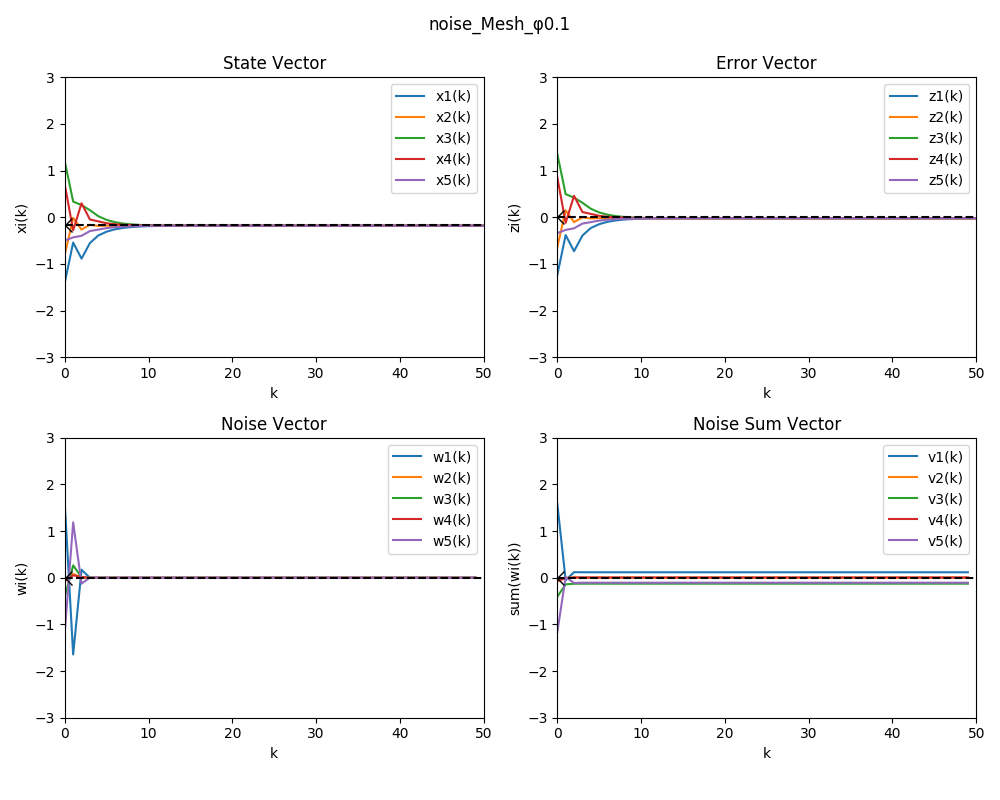 noise_Mesh_φ0.1
State Vector
3
2
1
0
−1
−2
−3
xi(k)
0 10 20 30 40 50
k
x1(k)
x2(k)
x3(k)
x4(k)
x5(k)
Error Vector
3
2
1
0
−1
−2
−3
zi(k)
0 10 20 30 40 50
k
z1(k)
z2(k)
z3(k)
z4(k)
z5(k)
Noise Vector
3
2
1
0
−1
−2
−3
wi(k)
0 10 20 30 40 50
k
w1(k)
w2(k)
w3(k)
w4(k)
w5(k)
Noise Sum Vector
3
2
1
0
−1
−2
−3
sum(wi(k))
0 10 20 30 40 50
k
v1(k)
v2(k)
v3(k)
v4(k)
v5(k)